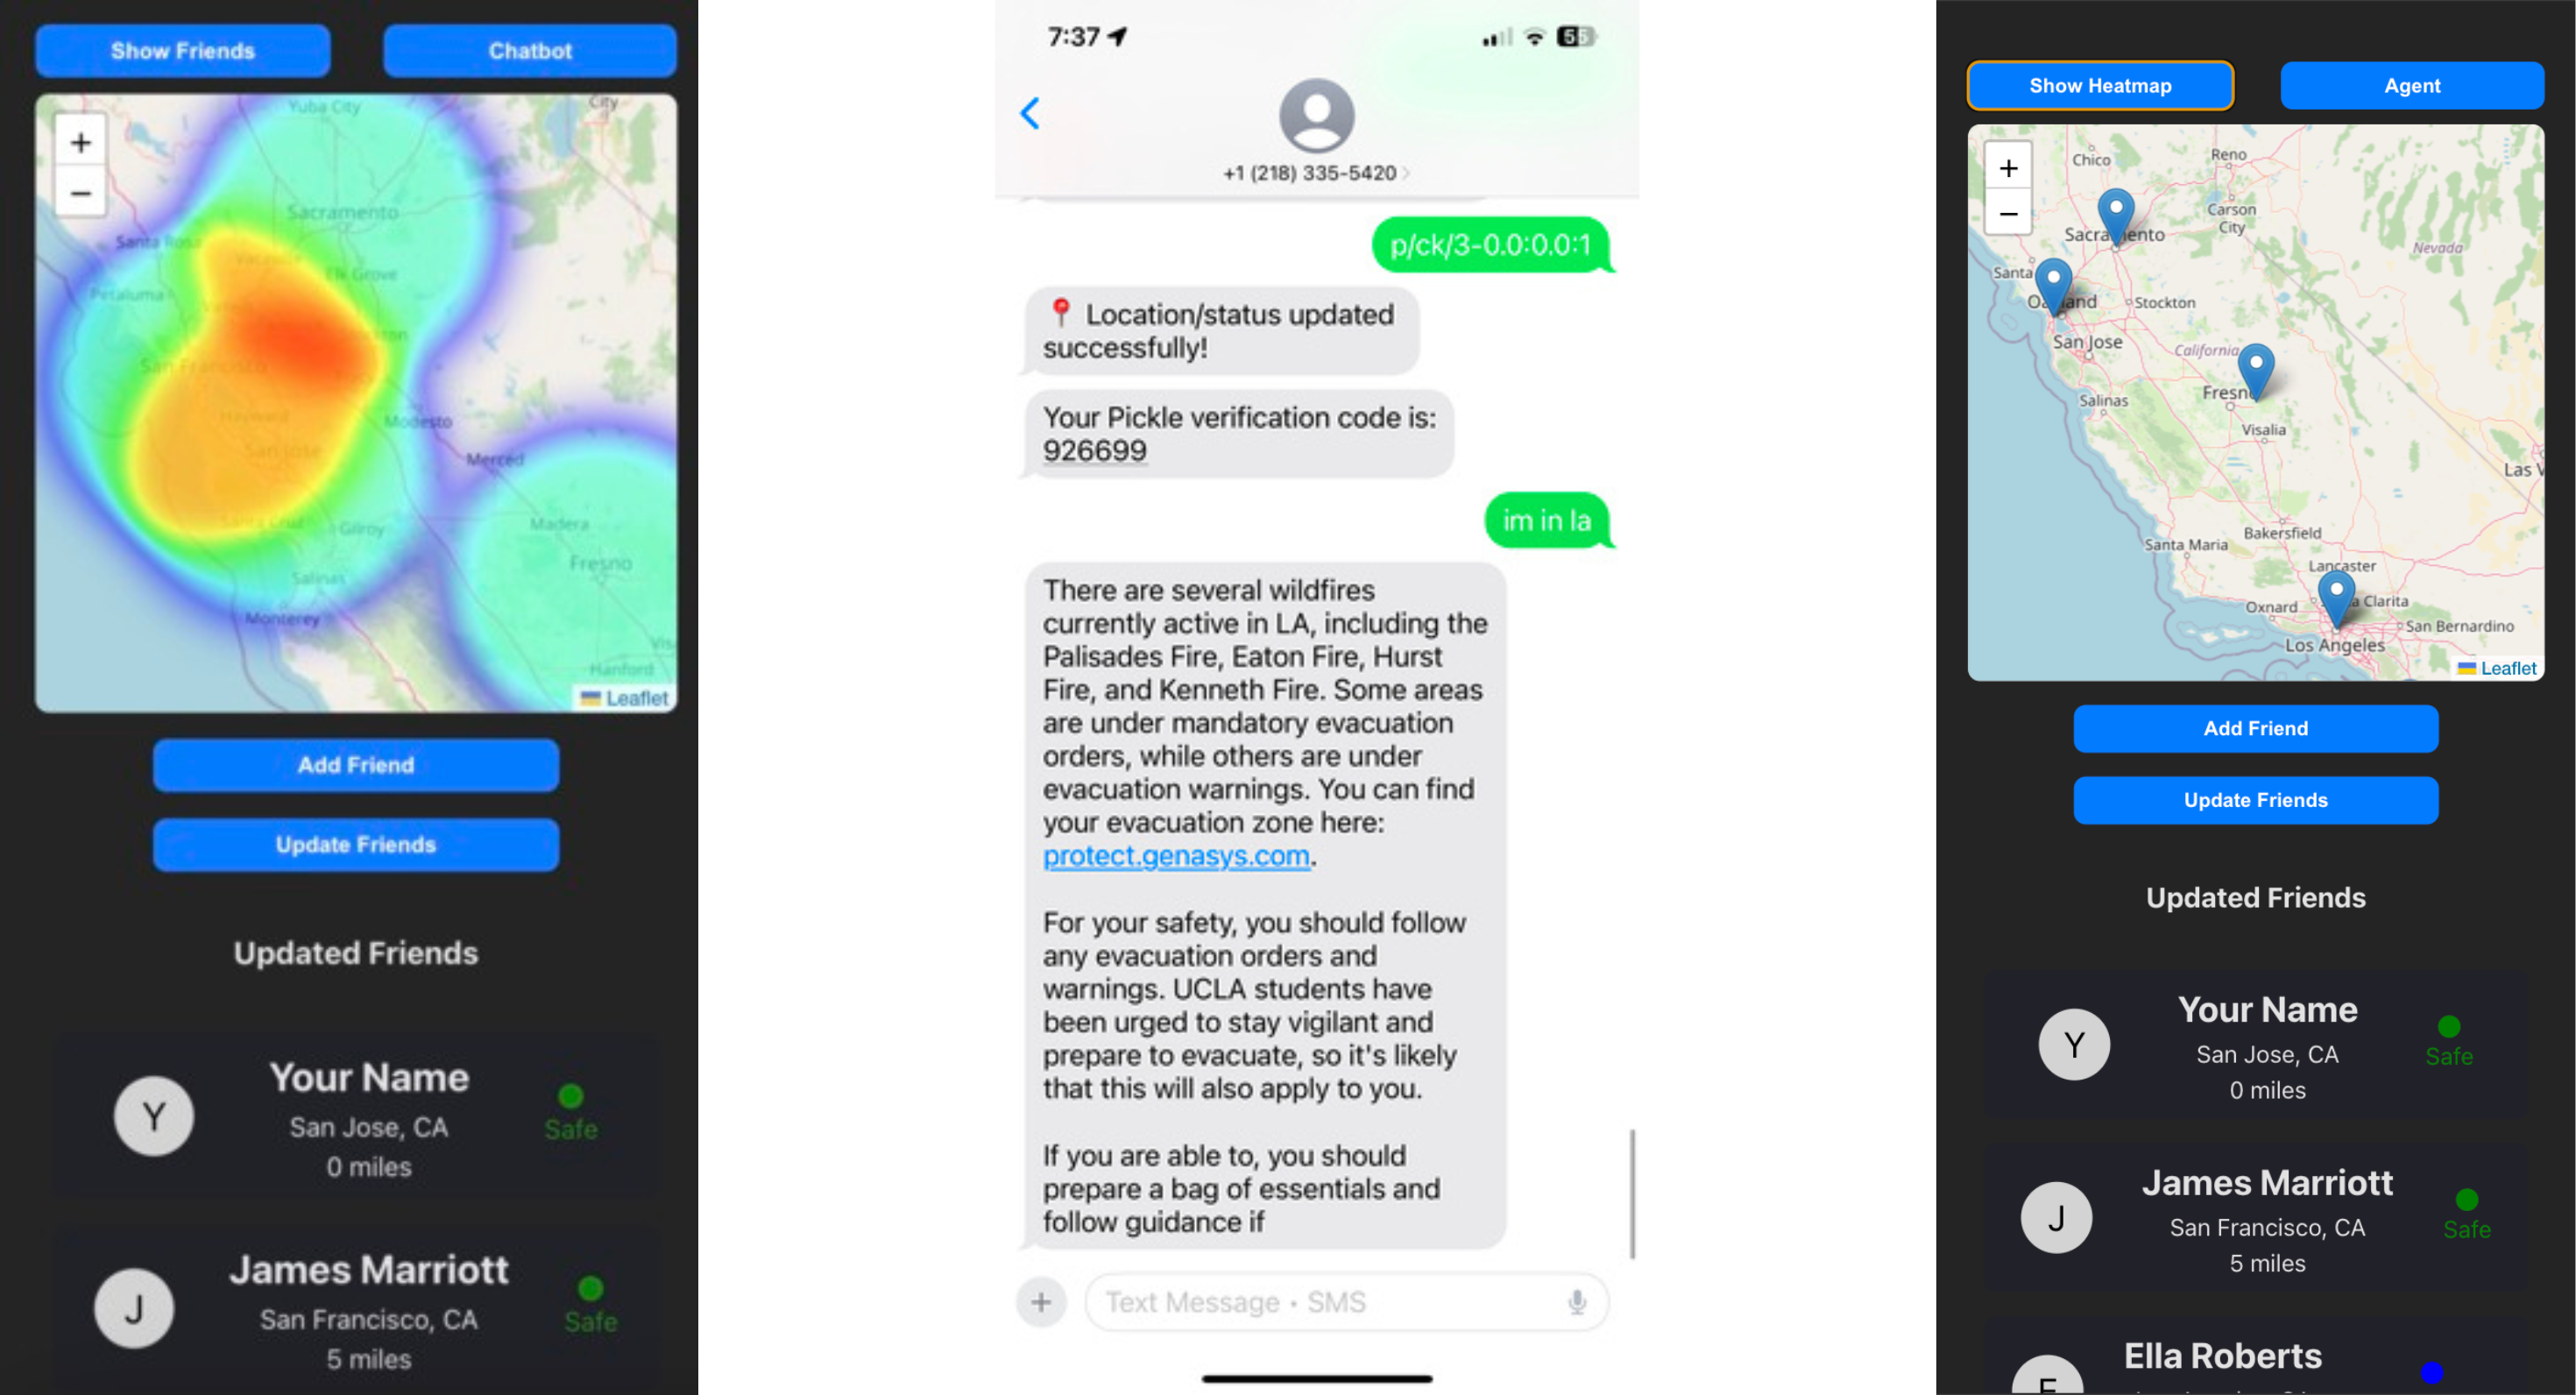 Show Friends
Chatbot
+
−
Yuba City
City
Sacramento
Santa Rosa
Vacaville
Elk Grove
Petaluma
San Francisco
Hayward
Modesto
San Jose
Merced
Santa Cruz
Gilroy
Madera
Fresno
Salinas
Monterey
Vis
Hanford
Leaflet
Add Friend
Update Friends
Updated Friends
Y
Your Name
San Jose, CA
0 miles
Safe
J
James Marriott
San Francisco, CA
5 miles
Safe
7:37
55
+1 (218) 335-5420
p/ck/3-0.0:0.0:1
📍 Location/status updated
successfully!
Your Pickle verification code is:
926699
im in la
There are several wildfires
currently active in LA, including the
Palisades Fire, Eaton Fire, Hurst
Fire, and Kenneth Fire. Some areas
are under mandatory evacuation
orders, while others are under
evacuation warnings. You can find
your evacuation zone here:
protect.genasys.com.
For your safety, you should follow
any evacuation orders and
warnings. UCLA students have
been urged to stay vigilant and
prepare to evacuate, so it's likely
that this will also apply to you.
If you are able to, you should
prepare a bag of essentials and
follow guidance if
+
Text Message • SMS
Show Heatmap
Agent
+
−
Chico
Reno
Carson
City
Sacramento
Nevada
Santa
Oakland
Stockton
San Jose
California
Fresno
Salinas
Visalia
Las V
Bakersfield
Santa Maria
Lancaster
Oxnard
a Clarita
San Bernardino
Los Angeles
Leaflet
Add Friend
Update Friends
Updated Friends
Y
Your Name
San Jose, CA
0 miles
Safe
J
James Marriott
San Francisco, CA
5 miles
Safe
E
Ella Roberts